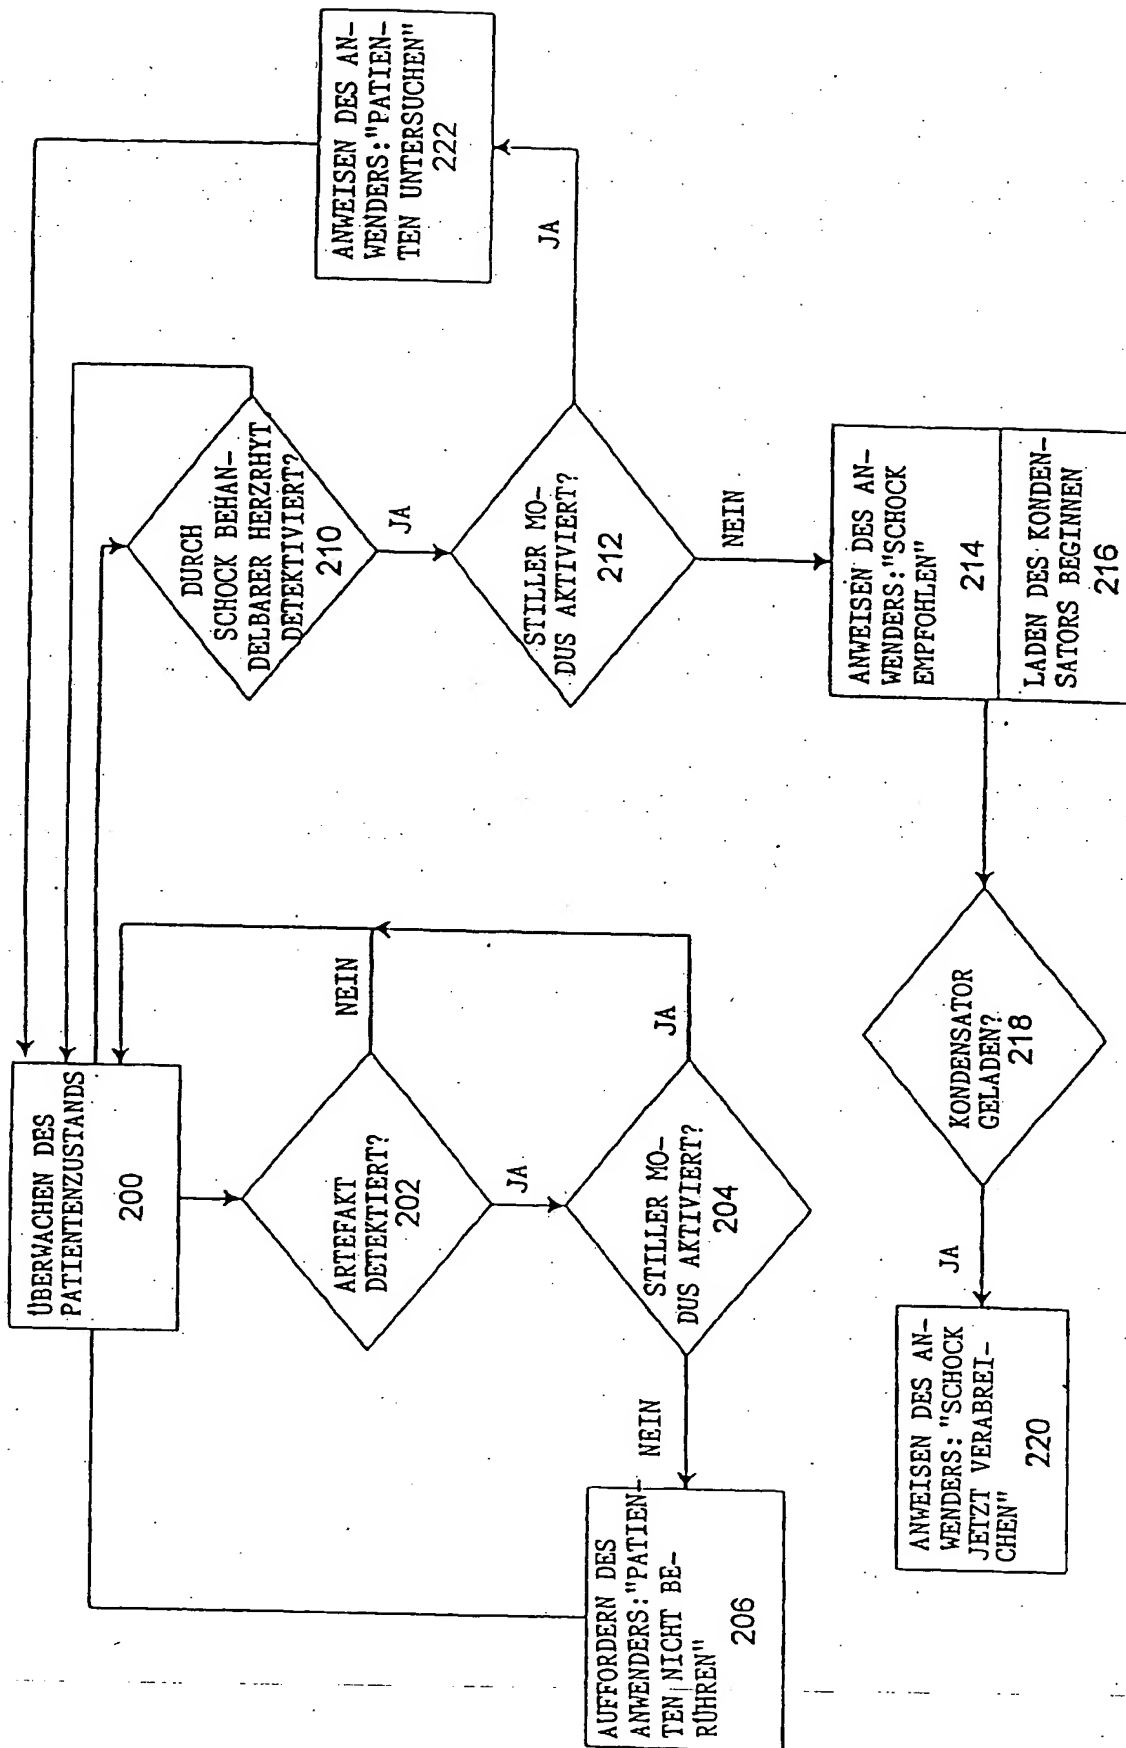 ÜBERWACHEN DES
PATIENTENZUSTANDS
200
ARTEFAKT
DETEKTIERT?
202
NEIN
JA
STILLER MO-
DUS AKTIVIERT?
204
JA
NEIN
AUFFORDERN DES
ANWENDERS:"PATIEN-
TEN NICHT BE-
RÜHREN"
206
DURCH
SCHOCK BEHAN-
DELBARER HERZRHYT
DETEKTIVIERT?
210
JA
STILLER MO-
DUS AKTIVIERT?
212
JA
ANWEISEN DES AN-
WENDERS:"PATIEN-
TEN UNTERSUCHEN"
222
NEIN
ANWEISEN DES AN-
WENDERS:"SCHOCK
EMPFOHLEN"
214
LADEN DES KONDEN-
SATORS BEGINNEN
216
KONDENSATOR
GELADEN?
218
JA
ANWEISEN DES AN-
WENDERS:"SCHOCK
JETZT VERABREI-
CHEN"
220